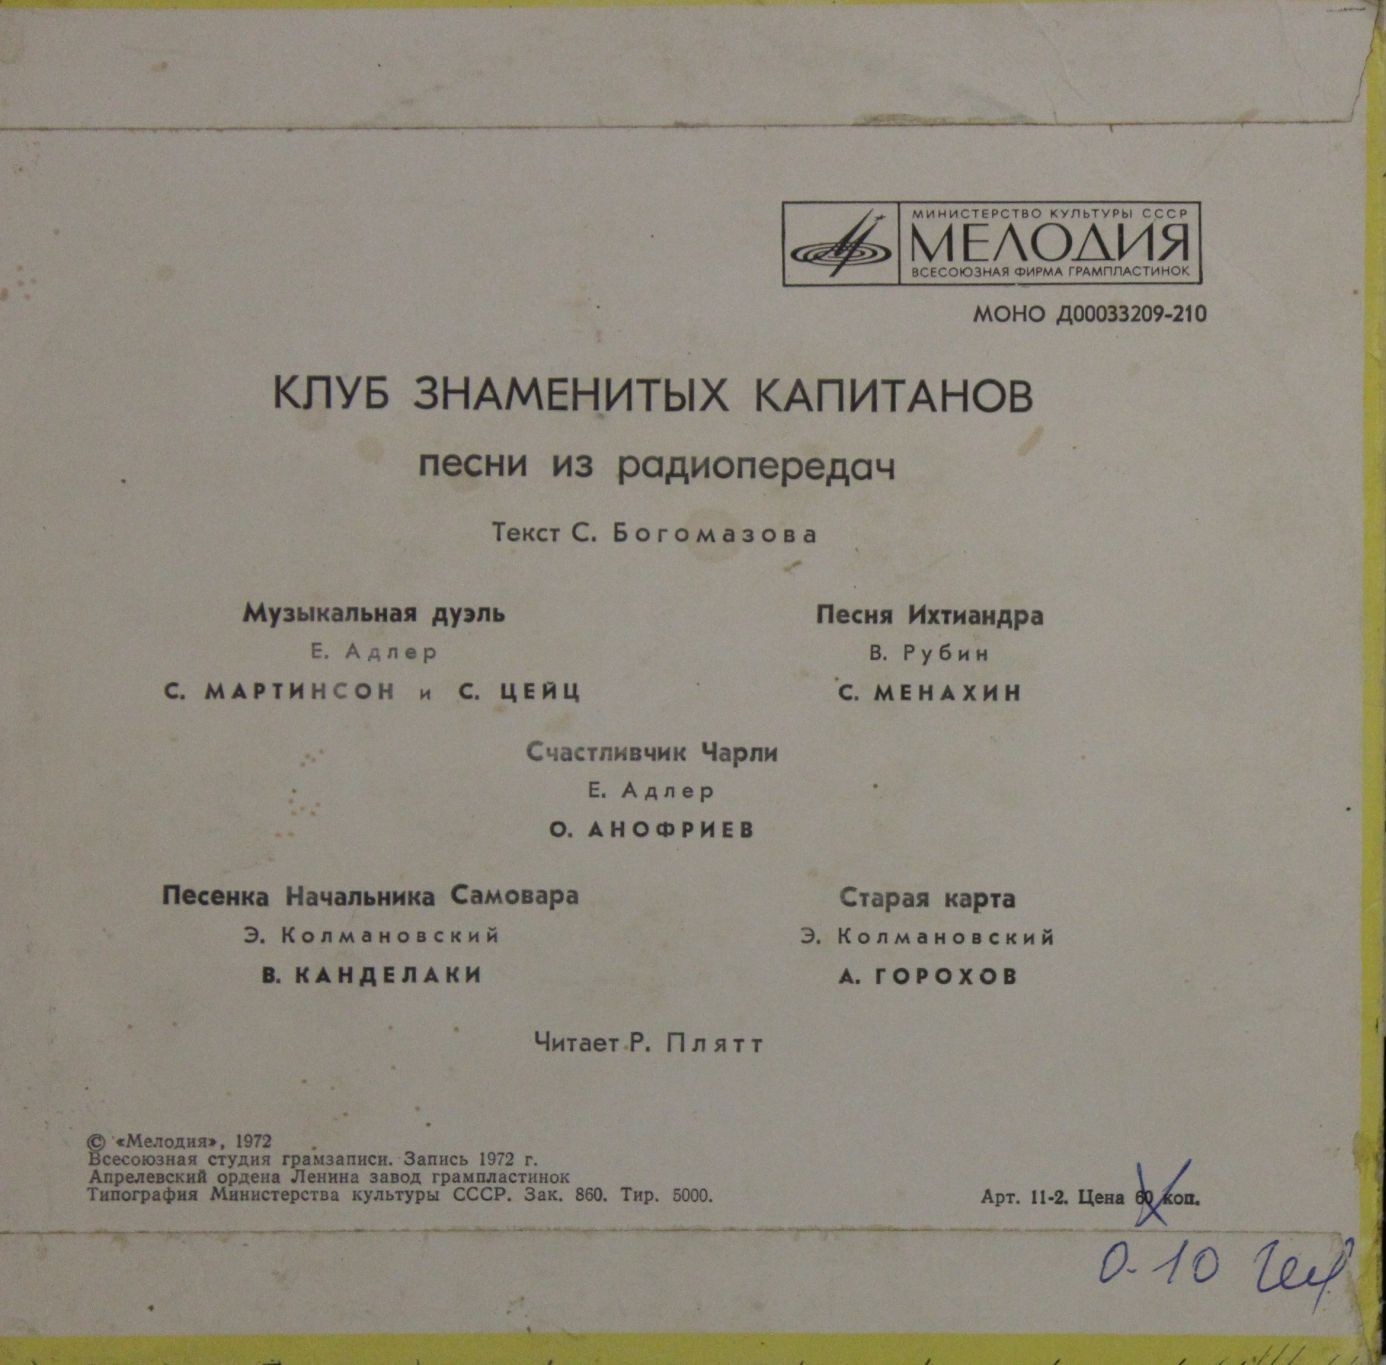 МИНИСТЕРСТВО КУЛЬТУРЫ СССР
МЕЛОДИЯ
ВСЕСОЮЗНАЯ ФИРМА ГРАМПЛАСТИНОК
МОНО Д00033209-210
КЛУБ ЗНАМЕНИТЫХ КАПИТАНОВ
песни из радиопередач
Текст С. Богомазова
Музыкальная дуэль
Е. Адлер
С. МАРТИНСОН и С. ЦЕЙЦ
Песня Ихтиандра
В. Рубин
С. МЕНАХИН
Счастливчик Чарли
Е. Адлер
О. АНОФРИЕВ
Песенка Начальника Самовара
Э. Колмановский
В. КАНДЕЛАКИ
Старая карта
Э. Колмановский
А. ГОРОХОВ
Читает Р. Плятт
© «Мелодия», 1972
Всесоюзная студия грамзаписи. Запись 1972 г.
Апрелевский ордена Ленина завод грампластинок
Типография Министерства культуры СССР. Зак. 860. Тир. 5000.
Арт. 11-2. Цена 60 коп.
0-10